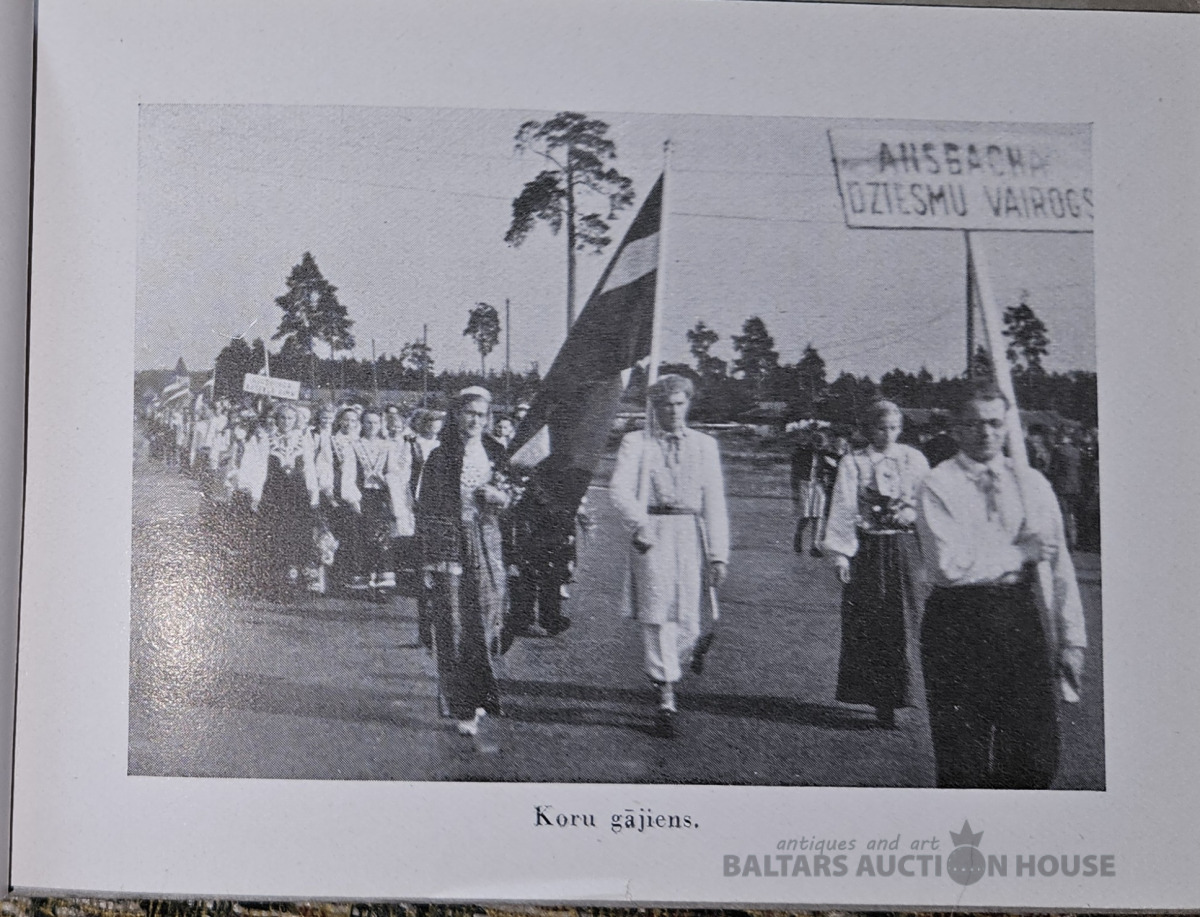 ANSBACHA
DZIESMU VAIROGS
Koru gājiens.
antiques and art
BALTARS AUCTION HOUSE